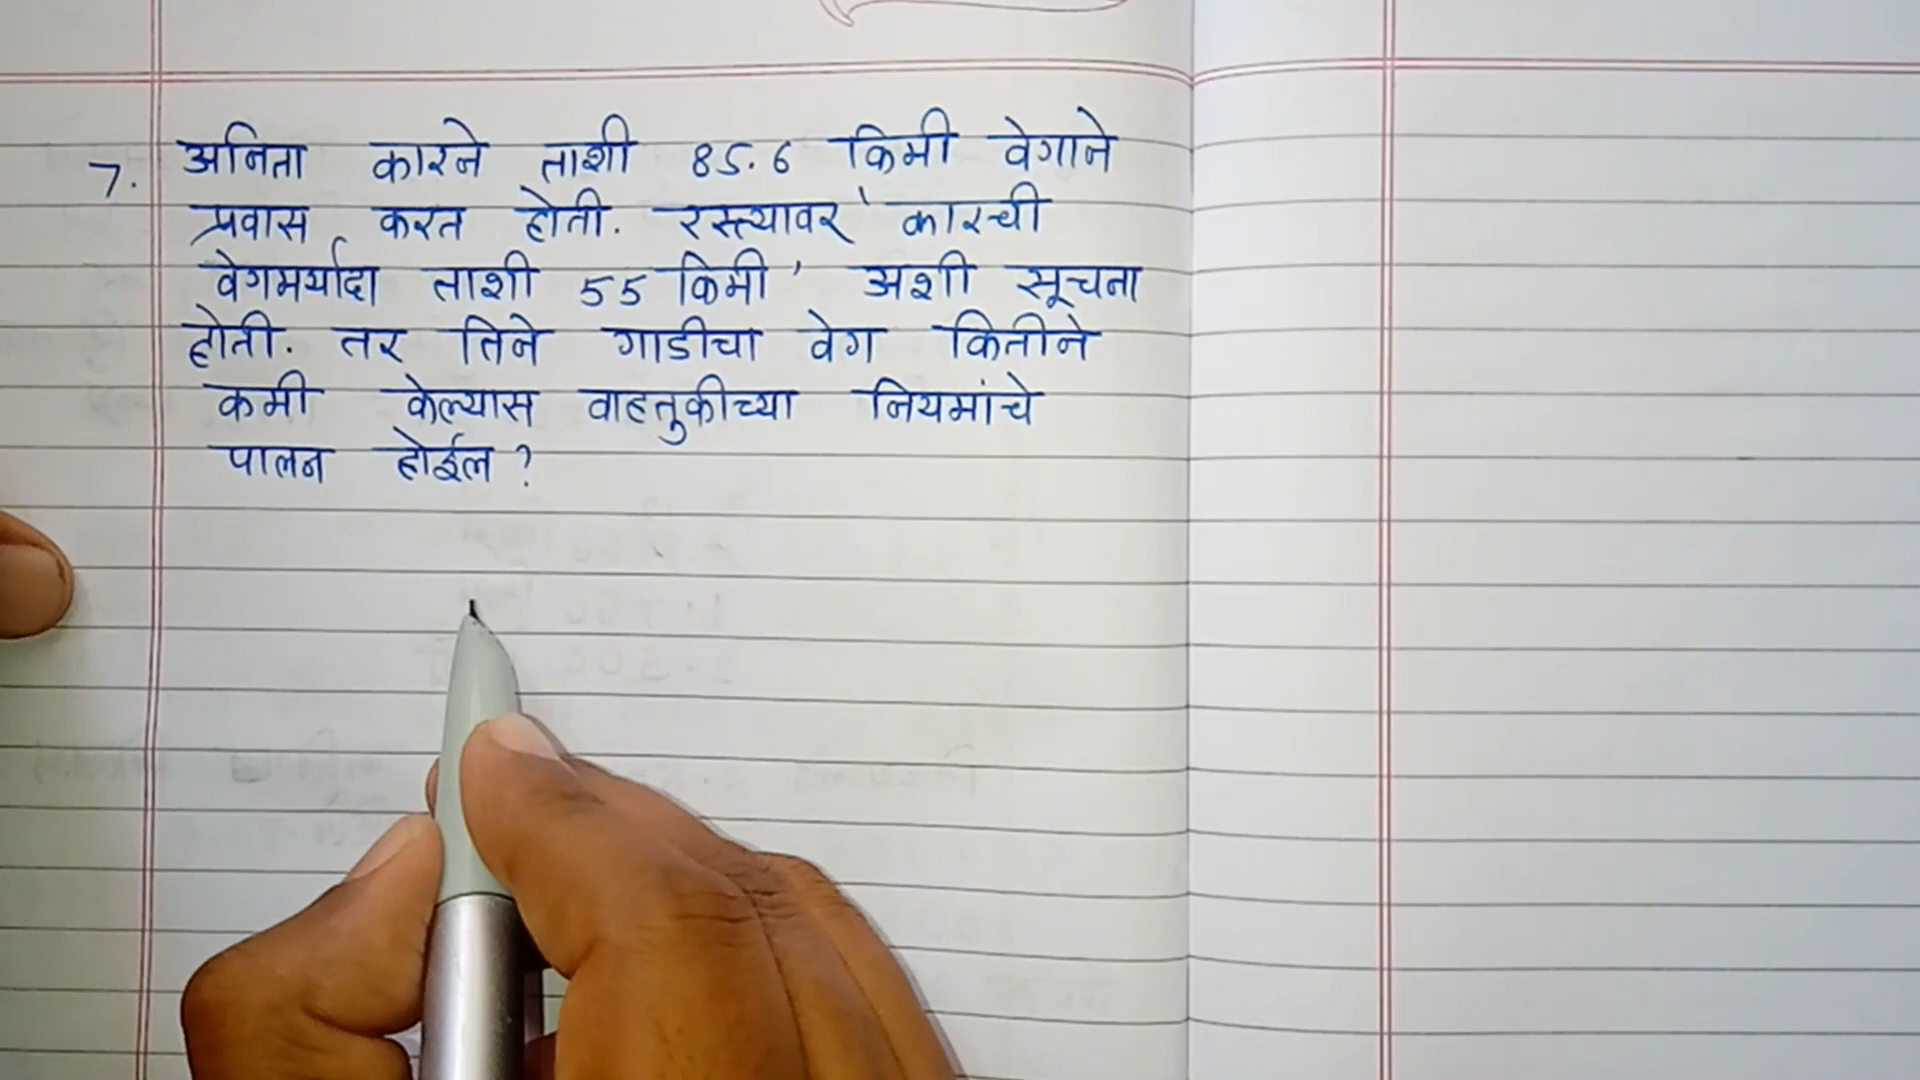 7. अनिता कारने ताशी 85.6 किमी वेगाने
प्रवास करत होती. रस्त्यावर 'कारची
वेगमर्यादा ताशी 55 किमी' अशी सूचना
होती. तर तिने गाडीचा वेग कितीने
कमी केल्यास वाहतुकीच्या नियमांचे
पालन होईल?